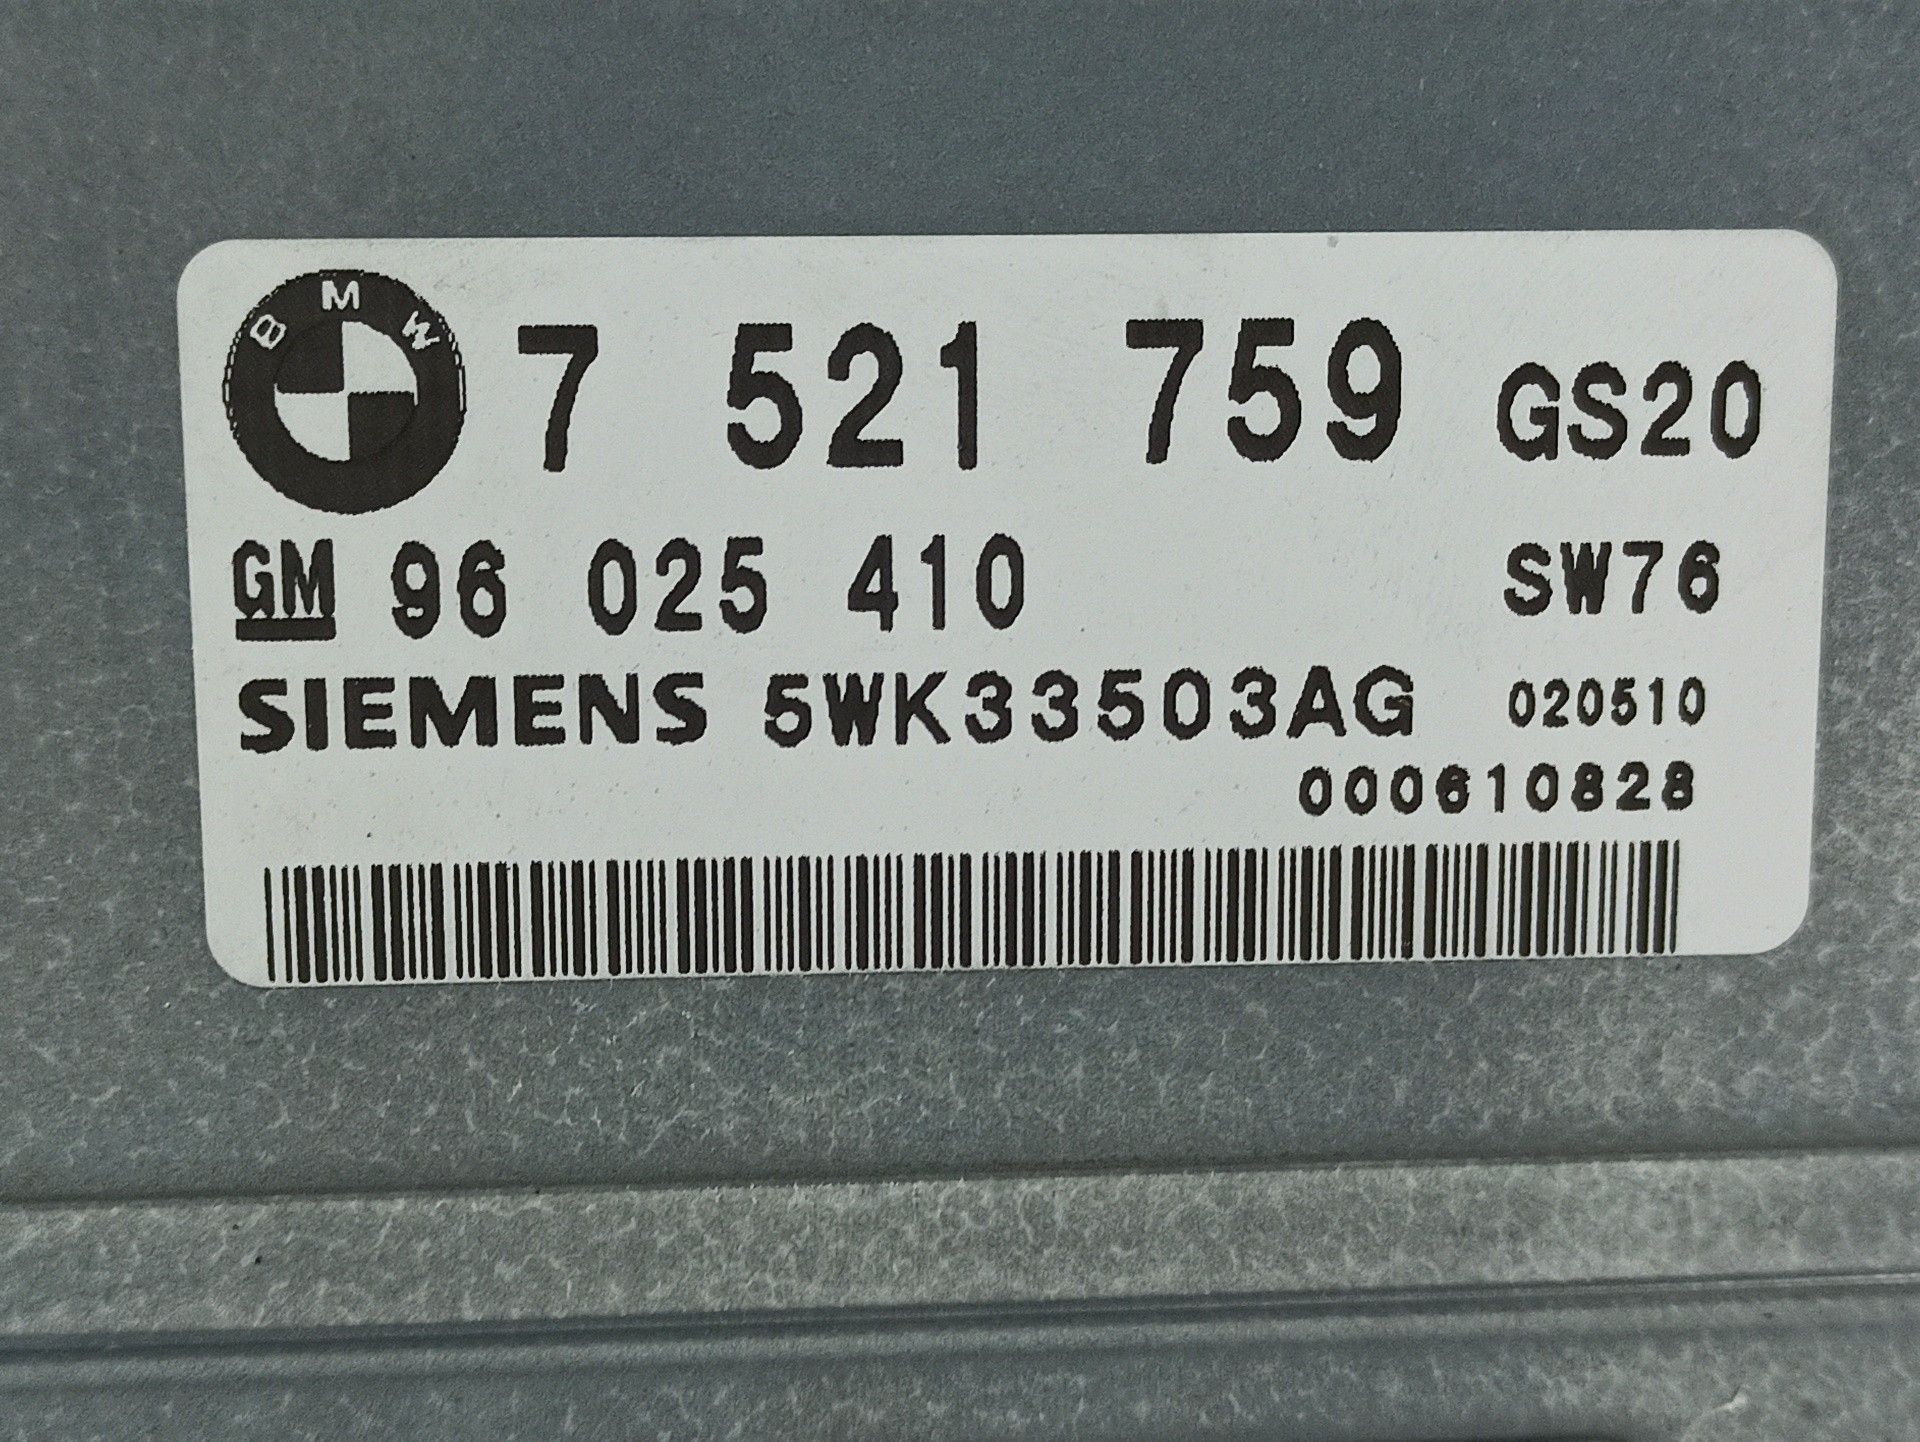 BMW 7 521 759 GS20
GM 96 025 410 SW76
SIEMENS 5WK33503AG 020510
000610828